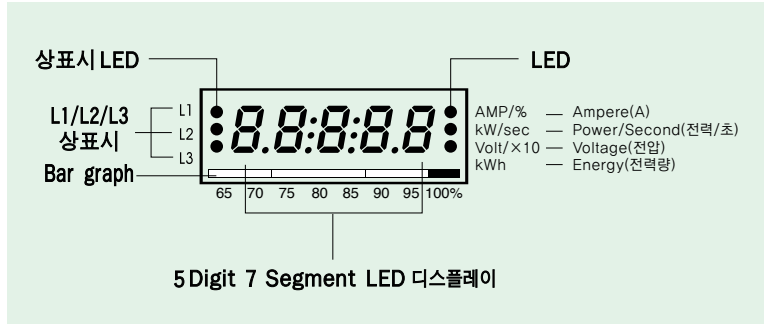 상표시 LED
LED
L1/L2/L3
상표시
L1
L2
L3
8.8:8:8.8
AMP/% — Ampere(A)
kW/sec — Power/Second(전력/초)
Volt/×10 — Voltage(전압)
kWh — Energy(전력량)
Bar graph
65 70 75 80 85 90 95 100%
5 Digit 7 Segment LED 디스플레이